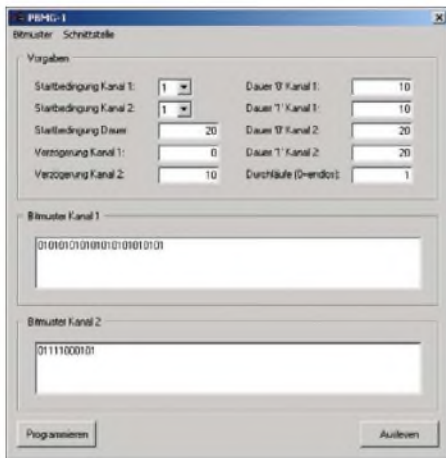 PBMG-1
Bitmuster Schnittstelle
Vorgaben
Startbedingung Kanal 1: 1
Dauer '0' Kanal 1: 10
Startbedingung Kanal 2: 1
Dauer '1' Kanal 1: 10
Startbedingung Dauer 20
Dauer '0' Kanal 2: 20
Verzögerung Kanal 1: 0
Dauer '1' Kanal 2 20
Verzögerung Kanal 2: 10
Durchläufe (0=endlos): 1
Bitmuster Kanal 1
Bitmuster Kanal 2
01111000101
Programmieren
Auslesen